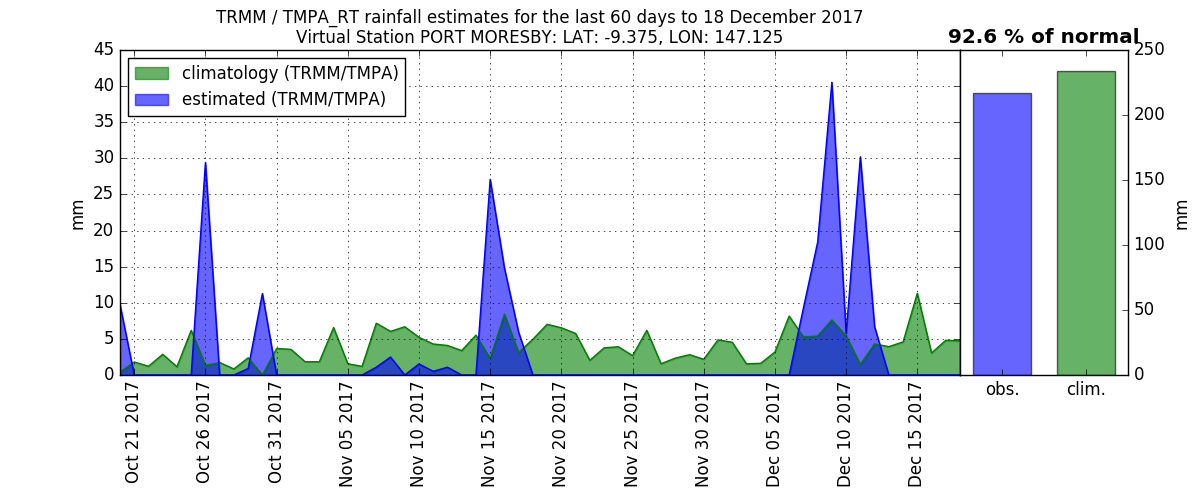 TRMM / TMPA_RT rainfall estimates for the last 60 days to 18 December 2017
Virtual Station PORT MORESBY: LAT: -9.375, LON: 147.125
92.6 % of normal
climatology (TRMM/TMPA)
estimated (TRMM/TMPA)
mm
45
40
35
30
25
20
15
10
5
0
Oct 21 2017
Oct 26 2017
Oct 31 2017
Nov 05 2017
Nov 10 2017
Nov 15 2017
Nov 20 2017
Nov 25 2017
Nov 30 2017
Dec 05 2017
Dec 10 2017
Dec 15 2017
obs.
clim.
250
200
150
100
50
0
mm